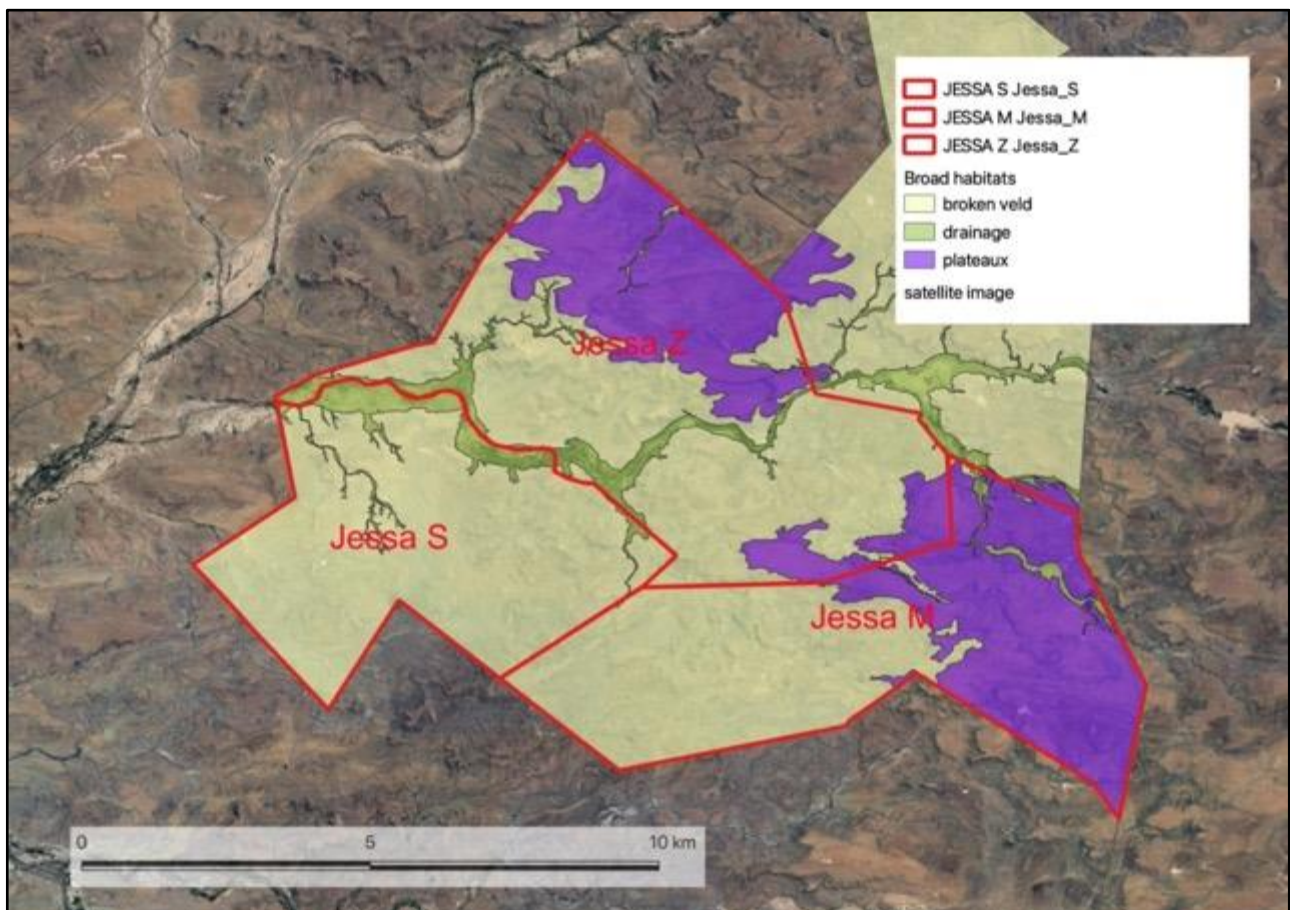 JESSA S Jessa_S
JESSA M Jessa_M
JESSA Z Jessa_Z
Broad habitats
broken veld
drainage
plateaux
satellite image
Jessa Z
Jessa S
Jessa M
0 5 10 km